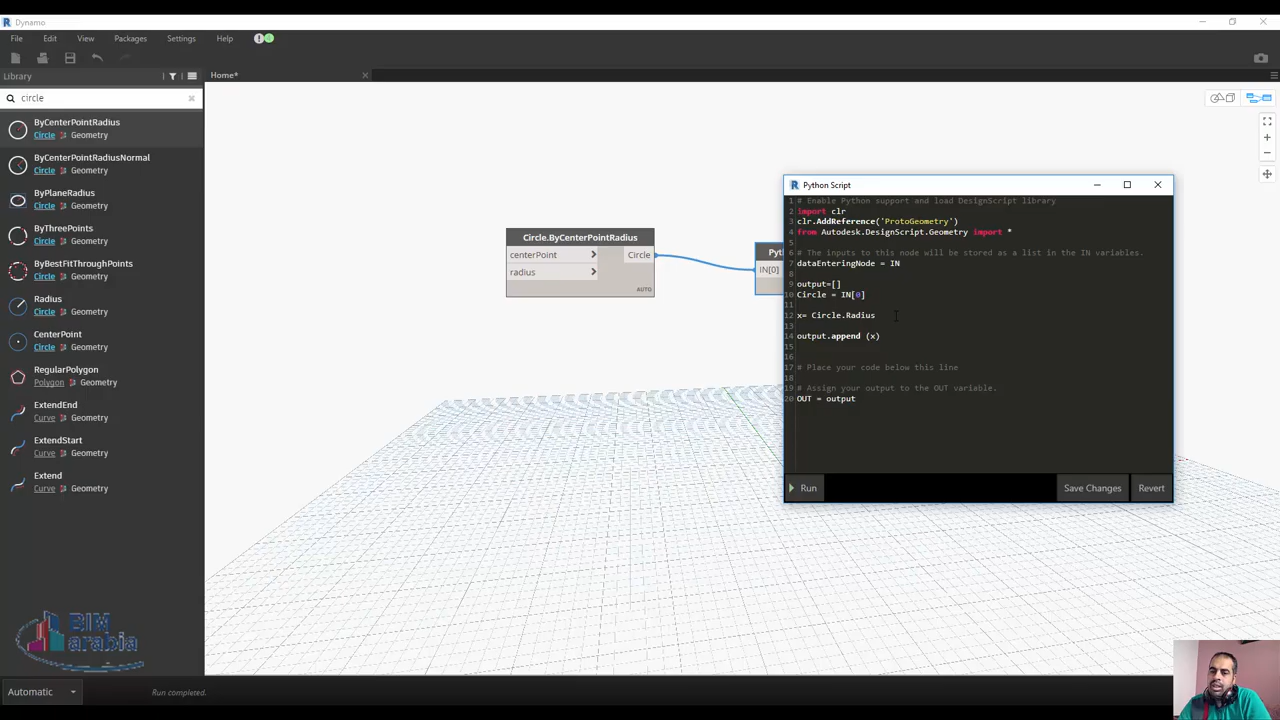 Dynamo
File Edit View Packages Settings Help
Library
Home*
circle
ByCenterPointRadius
Circle Geometry
ByCenterPointRadiusNormal
Circle Geometry
ByPlaneRadius
Circle Geometry
ByThreePoints
Circle Geometry
ByBestFitThroughPoints
Circle Geometry
Radius
Circle Geometry
CenterPoint
Circle Geometry
RegularPolygon
Polygon Geometry
ExtendEnd
Curve Geometry
ExtendStart
Curve Geometry
Extend
Curve Geometry
BIM
arabia
Automatic
Run completed.
Circle.ByCenterPointRadius
centerPoint > Circle
radius >
AUTO
Pyt
IN[0]
Python Script
1 # Enable Python support and load DesignScript library
2 import clr
3 clr.AddReference('ProtoGeometry')
4 from Autodesk.DesignScript.Geometry import *
5
6 # The inputs to this node will be stored as a list in the IN variables.
7 dataEnteringNode = IN
8
9 output=[]
10 Circle = IN[0]
11
12 x= Circle.Radius
13
14 output.append (x)
15
16
17 # Place your code below this line
18
19 # Assign your output to the OUT variable.
20 OUT = output
Run
Save Changes
Revert